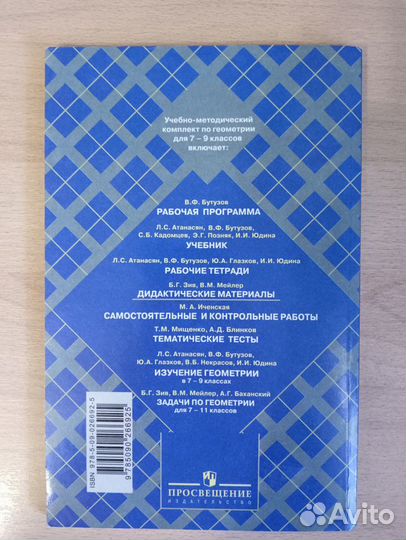 Учебно-методический
комплект по геометрии
для 7 – 9 классов
включает:
В.Ф. Бутузов
РАБОЧАЯ ПРОГРАММА
Л.С. Атанасян, В.Ф. Бутузов,
С.Б. Кадомцев, Э.Г. Позняк, И.И. Юдина
УЧЕБНИК
Л.С. Атанасян, В.Ф. Бутузов, Ю.А. Глазков, И.И. Юдина
РАБОЧИЕ ТЕТРАДИ
Б.Г. Зив, В.М. Мейлер
ДИДАКТИЧЕСКИЕ МАТЕРИАЛЫ
М.А. Иченская
САМОСТОЯТЕЛЬНЫЕ И КОНТРОЛЬНЫЕ РАБОТЫ
Т.М. Мищенко, А.Д. Блинков
ТЕМАТИЧЕСКИЕ ТЕСТЫ
Л.С. Атанасян, В.Ф. Бутузов,
Ю.А. Глазков, В.Б. Некрасов, И.И. Юдина
ИЗУЧЕНИЕ ГЕОМЕТРИИ
в 7 – 9 классах
Б.Г. Зив, В.М. Мейлер, А.Г. Баханский
ЗАДАЧИ ПО ГЕОМЕТРИИ
для 7 – 11 классов
ISBN 978-5-09-026692-5
9 785090 266925
ПРОСВЕЩЕНИЕ
ИЗДАТЕЛЬСТВО
Avito